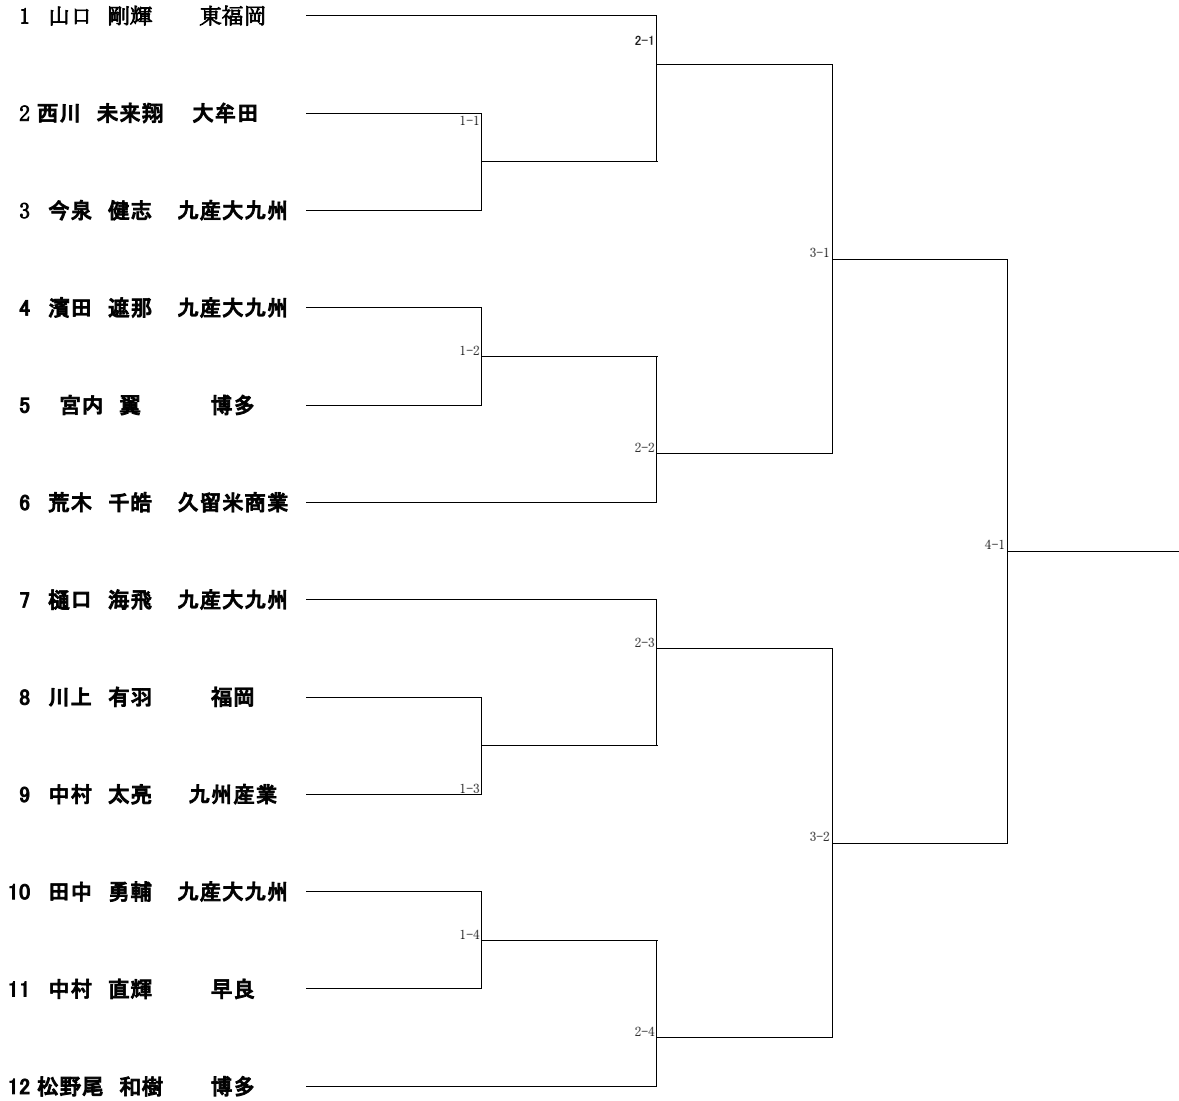 1 山口 剛輝 東福岡
2-1
2 西川 未来翔 大牟田
1-1
3 今泉 健志 九産大九州
3-1
4 濱田 遮那 九産大九州
1-2
5 宮内 翼 博多
2-2
6 荒木 千皓 久留米商業
4-1
7 樋口 海飛 九産大九州
2-3
8 川上 有羽 福岡
1-3
9 中村 太亮 九州産業
3-2
10 田中 勇輔 九産大九州
1-4
11 中村 直輝 早良
2-4
12 松野尾 和樹 博多